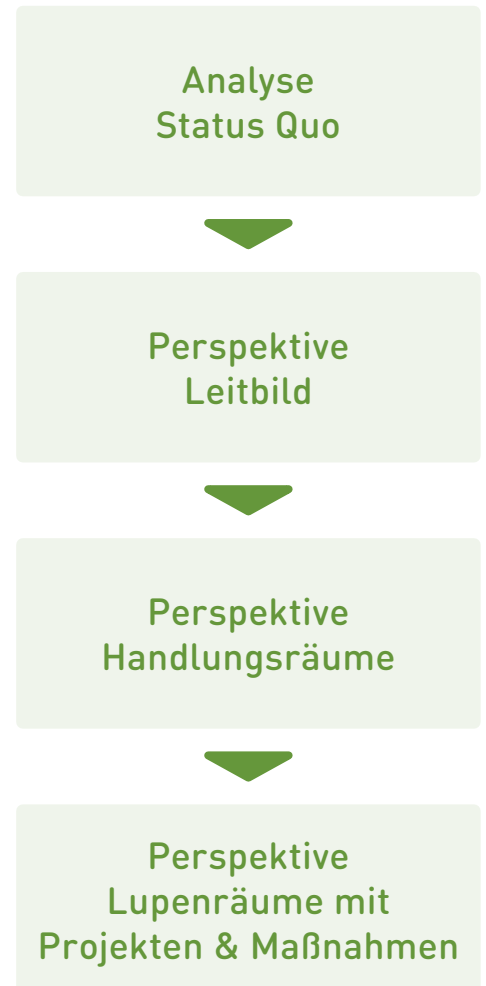 Analyse
Status Quo
Perspektive
Leitbild
Perspektive
Handlungsräume
Perspektive
Lupenräume mit
Projekten & Maßnahmen